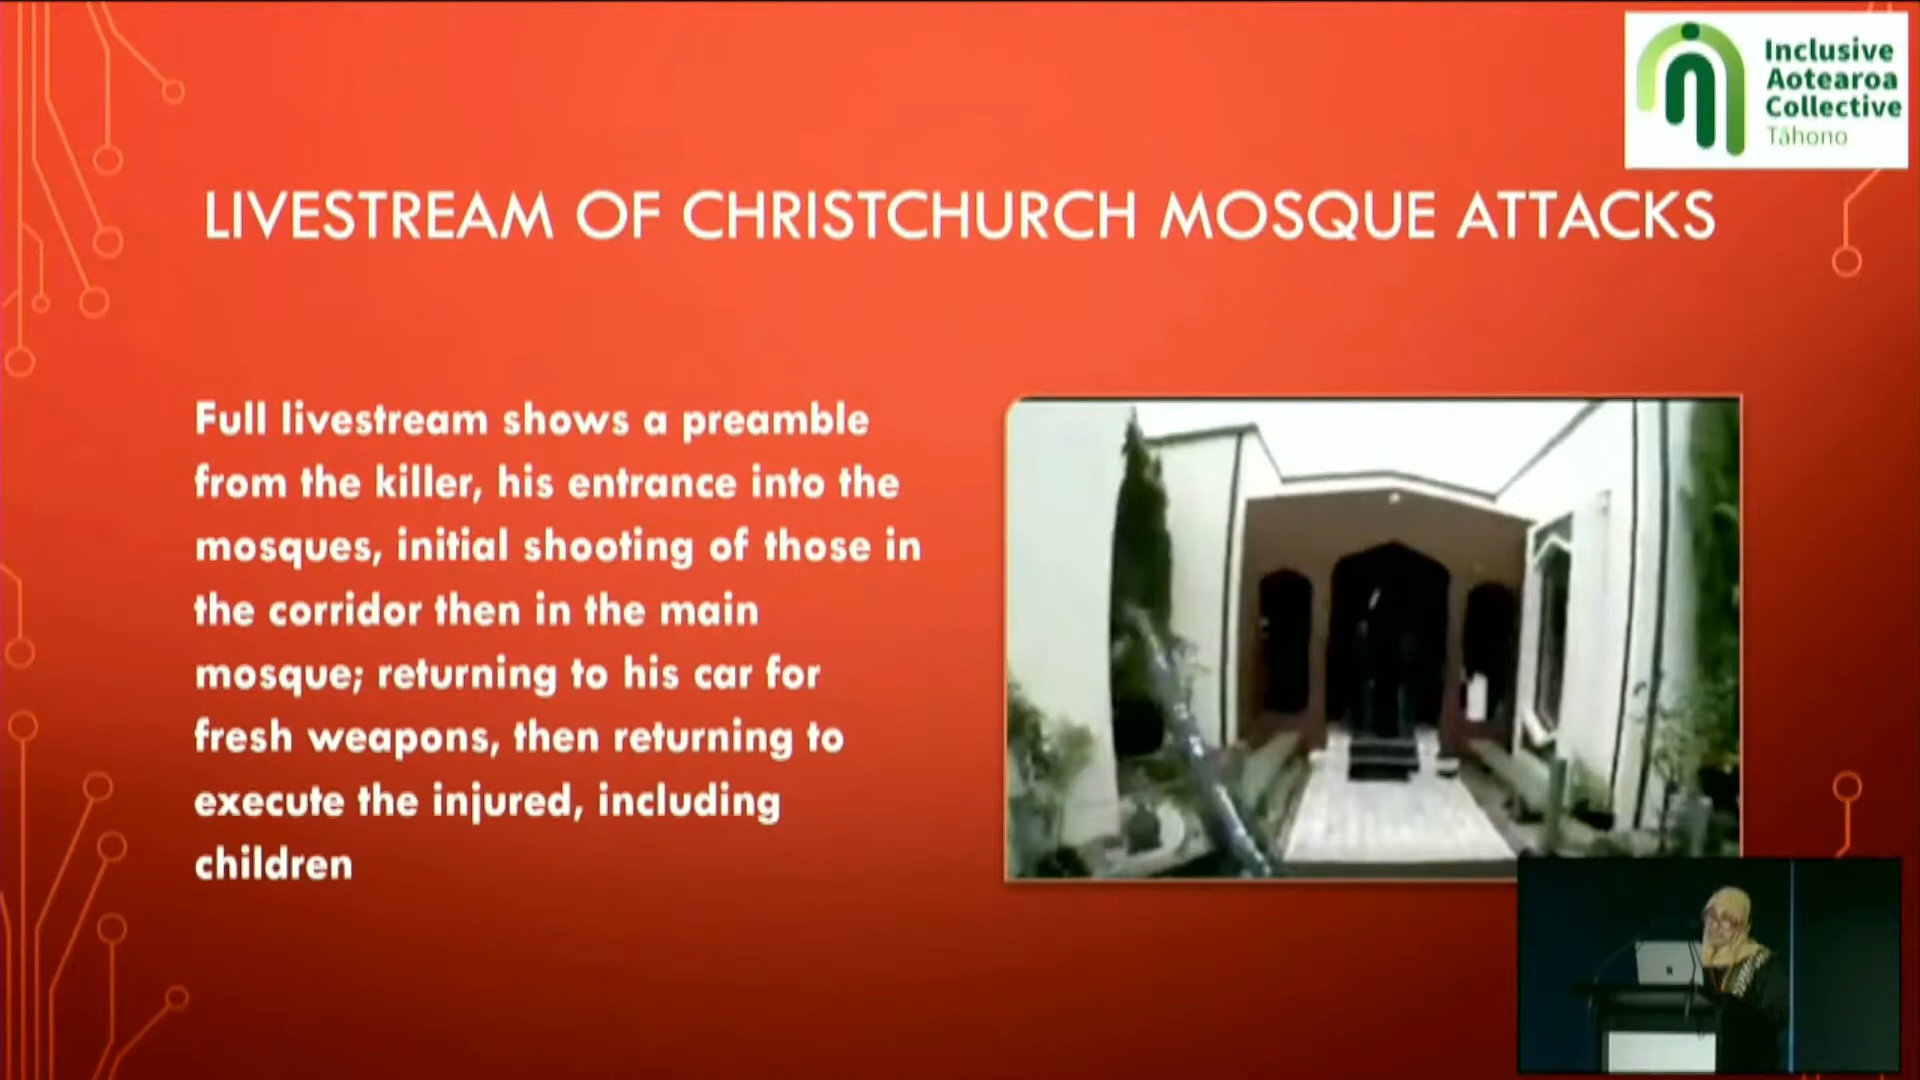 Inclusive
Aotearoa
Collective
Tāhono
LIVESTREAM OF CHRISTCHURCH MOSQUE ATTACKS
Full livestream shows a preamble
from the killer, his entrance into the
mosques, initial shooting of those in
the corridor then in the main
mosque; returning to his car for
fresh weapons, then returning to
execute the injured, including
children